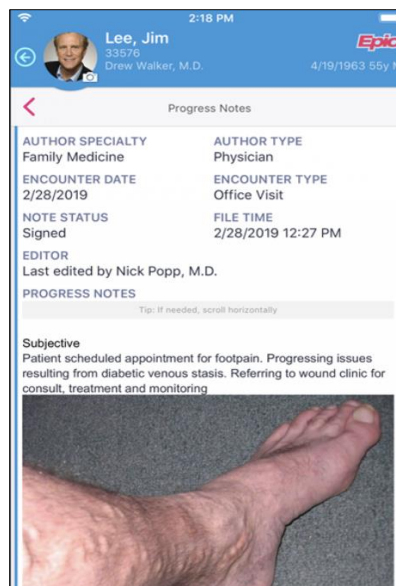 2:18 PM
Lee, Jim
33576
Drew Walker, M.D.
Epic
4/19/1963 55y
Progress Notes
AUTHOR SPECIALTY
Family Medicine
AUTHOR TYPE
Physician
ENCOUNTER DATE
2/28/2019
ENCOUNTER TYPE
Office Visit
NOTE STATUS
Signed
FILE TIME
2/28/2019 12:27 PM
EDITOR
Last edited by Nick Popp, M.D.
PROGRESS NOTES
Tip: If needed, scroll horizontally
Subjective
Patient scheduled appointment for footpain. Progressing issues
resulting from diabetic venous stasis. Referring to wound clinic for
consult, treatment and monitoring